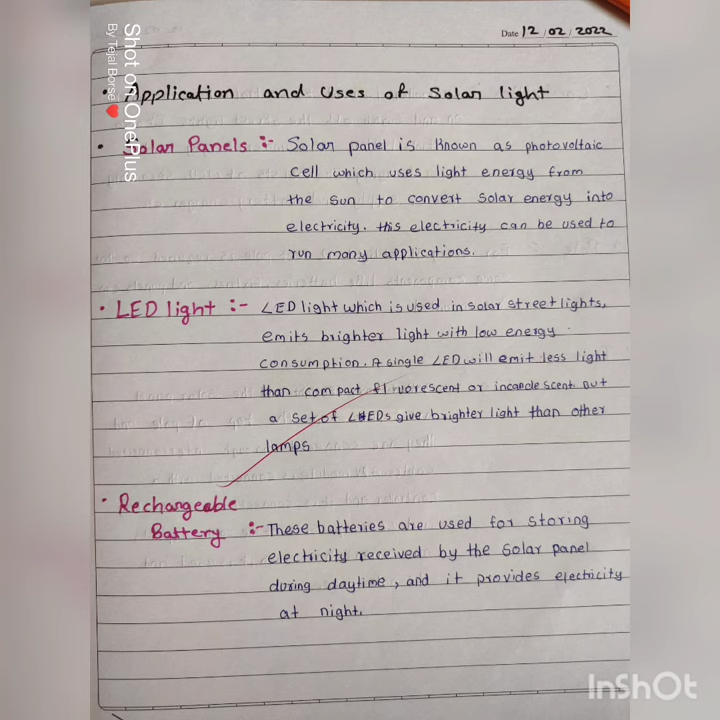 Date 12 / 02 / 2022
• Application and Uses of Solar light
• Solar Panels :- Solar panel is known as photovoltaic
cell which uses light energy from
the sun to convert solar energy into
electricity. this electricity can be used to
run many applications.
• LED light :- LED light which is used in solar street lights,
emits brighter light with low energy
consumption. A single LED will emit less light
than compact fluorescent or incandescent but
a set of LEDs give brighter light than other
lamps
• Rechargeable
Battery :- These batteries are used for storing
electricity received by the solar panel
during daytime, and it provides electricity
at night.
Shot on OnePlus
By Tejal Borse❤️
InShOt